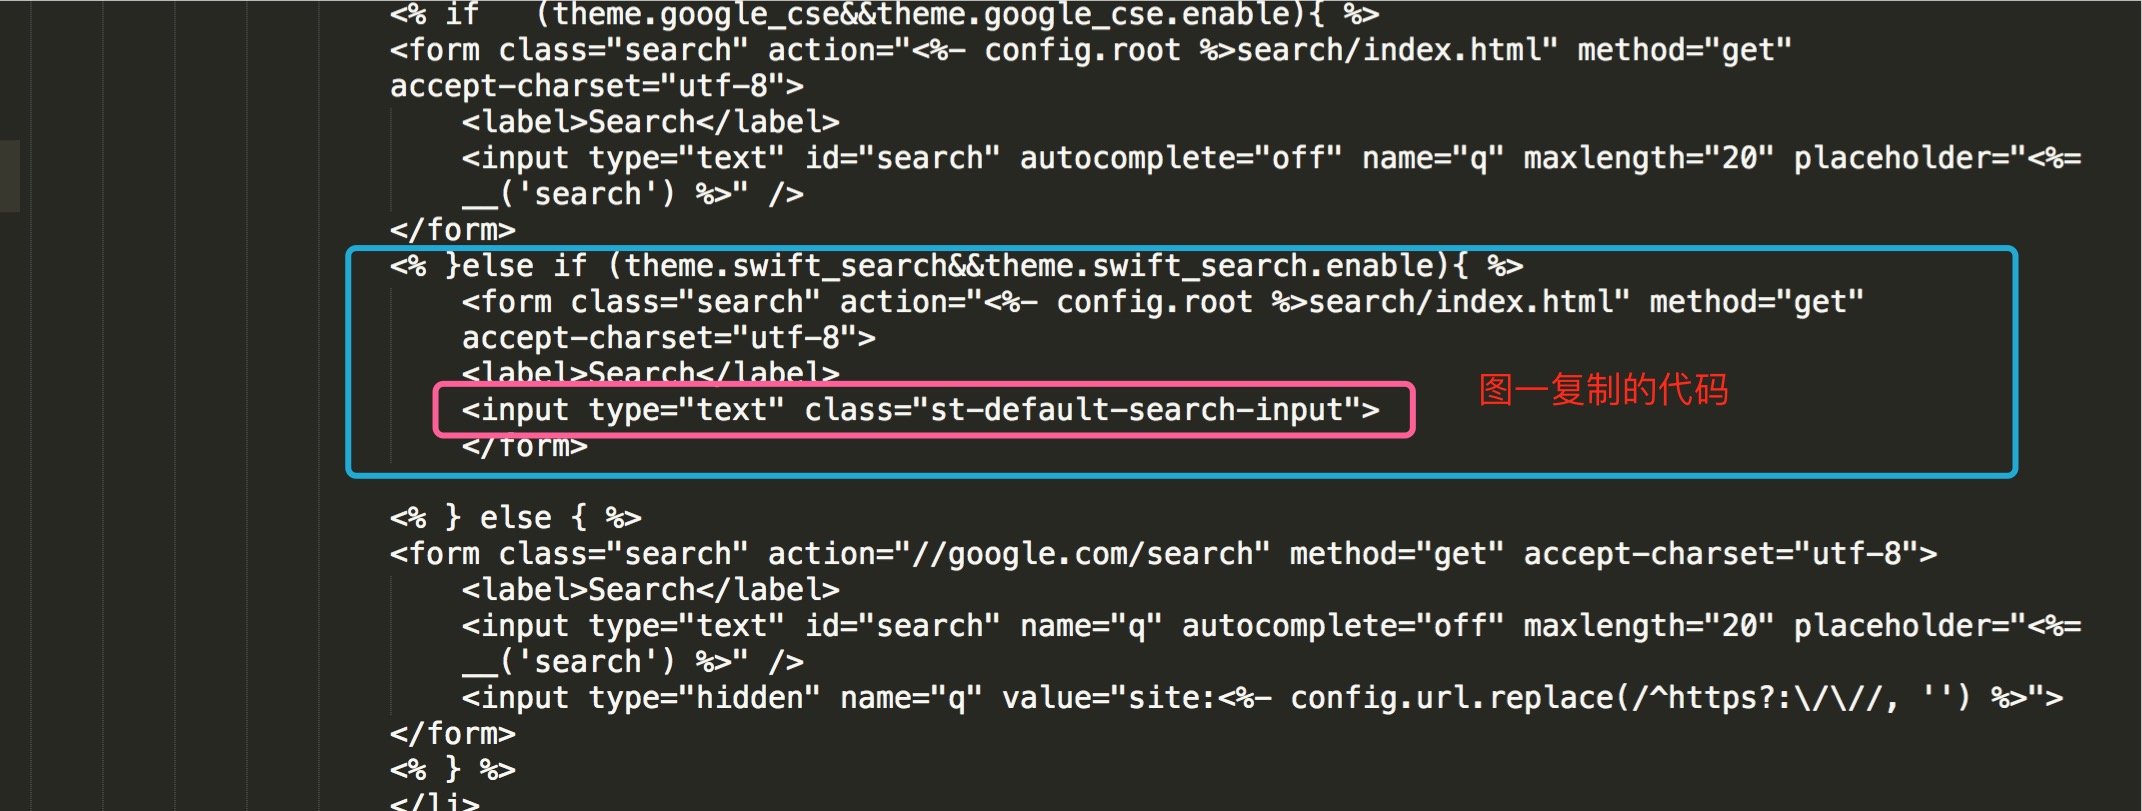 <% if   (theme.google_cse&&theme.google_cse.enable){ %>
<form class="search" action="<%- config.root %>search/index.html" method="get"
accept-charset="utf-8">
<label>Search</label>
<input type="text" id="search" autocomplete="off" name="q" maxlength="20" placeholder="<%=
__('search') %>" />
</form>
<% }else if (theme.swift_search&&theme.swift_search.enable){ %>
<form class="search" action="<%- config.root %>search/index.html" method="get"
accept-charset="utf-8">
<label>Search</label>
图一复制的代码
<input type="text" class="st-default-search-input">
</form>
<% } else { %>
<form class="search" action="//google.com/search" method="get" accept-charset="utf-8">
<label>Search</label>
<input type="text" id="search" name="q" autocomplete="off" maxlength="20" placeholder="<%=
__('search') %>" />
<input type="hidden" name="q" value="site:<%- config.url.replace(/^https?:\/\//, '') %>">
</form>
<% } %>
</li>